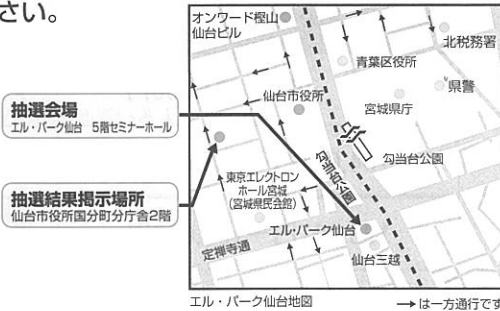 さい。
オンワード樫山
仙台ビル
北税務署
青葉区役所
県警
仙台市役所
宮城県庁
抽選会場
エル・パーク仙台 5階セミナーホール
勾当台公園
勾当台公園
東京エレクトロン
ホール宮城
(宮城県民会館)
抽選結果掲示場所
仙台市役所国分町分庁舎2階
エル・パーク仙台
定禅寺通
仙台三越
エル・パーク仙台地図
→は一方通行です